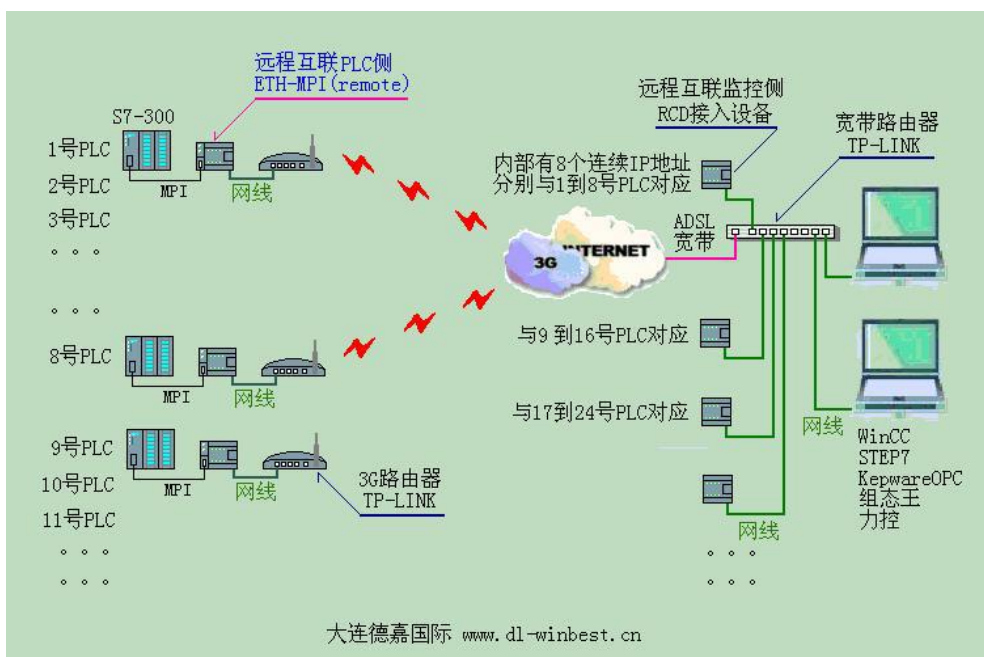 远程互联PLC侧
ETH-MPI(remote)
S7-300
1号PLC
2号PLC
3号PLC
MPI
网线
8号PLC
MPI
网线
9号PLC
10号PLC
11号PLC
MPI
网线
3G路由器
TP-LINK
3G
INTERNET
远程互联监控侧
RCD接入设备
内部有8个连续IP地址
分别与1到8号PLC对应
宽带路由器
TP-LINK
ADSL
宽带
与9到16号PLC对应
与17到24号PLC对应
网线
网线
WinCC
STEP7
KepwareOPC
组态王
力控
大连德嘉国际 www.dl-winbest.cn